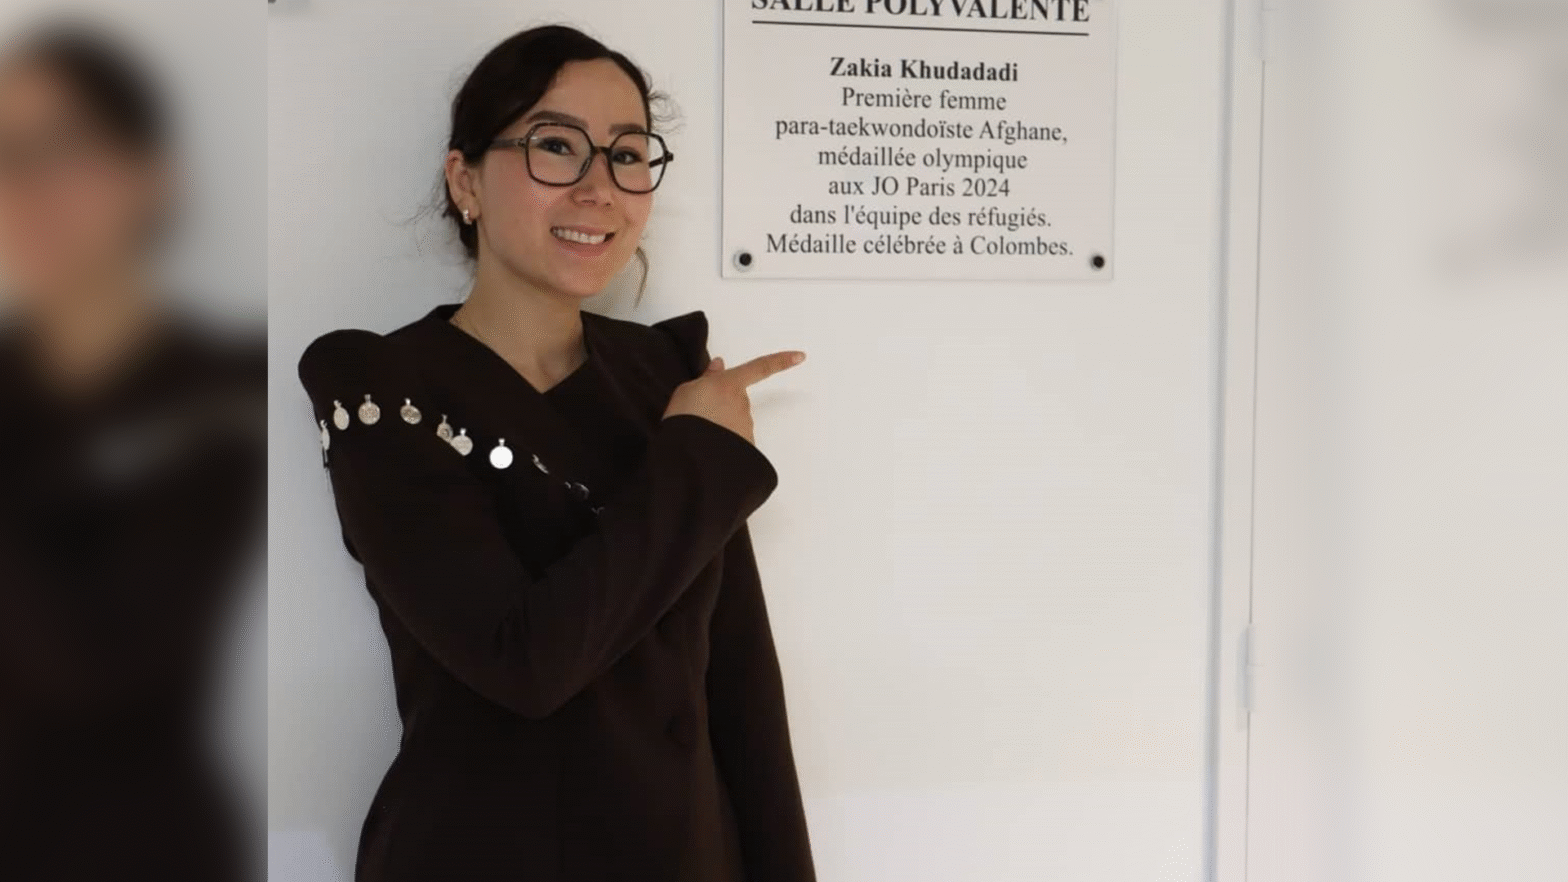 SALLE POLYVALENTE
Zakia Khudadadi
Première femme
para-taekwondoïste Afghane,
médaillée olympique
aux JO Paris 2024
dans l'équipe des réfugiés.
Médaille célébrée à Colombes.